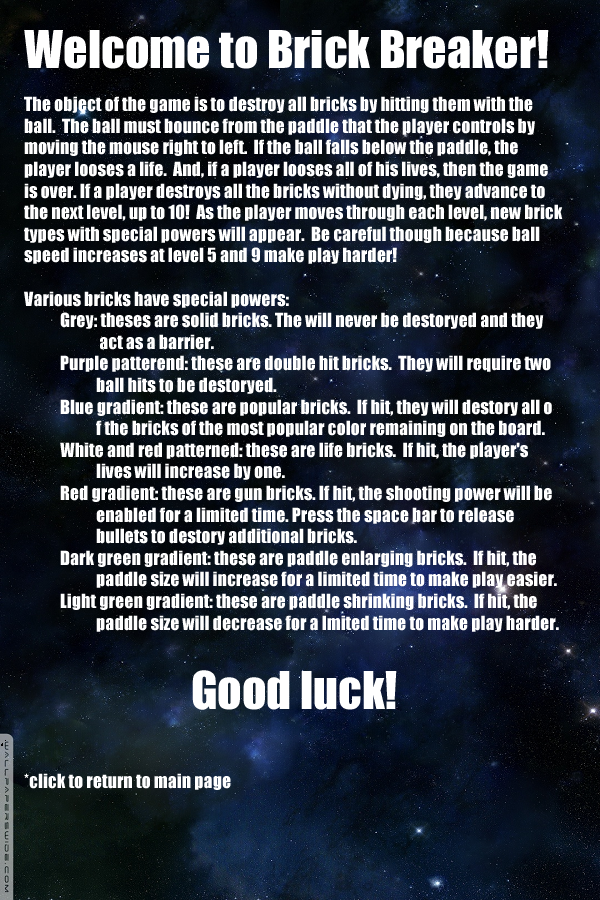 Welcome to Brick Breaker!
The object of the game is to destroy all bricks by hitting them with the
ball.  The ball must bounce from the paddle that the player controls by
moving the mouse right to left.  If the ball falls below the paddle, the
player looses a life.  And, if a player looses all of his lives, then the game
is over. If a player destroys all the bricks without dying, they advance to
the next level, up to 10!  As the player moves through each level, new brick
types with special powers will appear.  Be careful though because ball
speed increases at level 5 and 9 make play harder!
Various bricks have special powers:
Grey: theses are solid bricks. The will never be destoryed and they
act as a barrier.
Purple patterend: these are double hit bricks.  They will require two
ball hits to be destoryed.
Blue gradient: these are popular bricks.  If hit, they will destory all o
f the bricks of the most popular color remaining on the board.
White and red patterned: these are life bricks.  If hit, the player's
lives will increase by one.
Red gradient: these are gun bricks. If hit, the shooting power will be
enabled for a limited time. Press the space bar to release
bullets to destory additional bricks.
Dark green gradient: these are paddle enlarging bricks.  If hit, the
paddle size will increase for a limited time to make play easier.
Light green gradient: these are paddle shrinking bricks.  If hit, the
paddle size will decrease for a lmited time to make play harder.
Good luck!
*click to return to main page
WALLPAPERSWIDE.COM